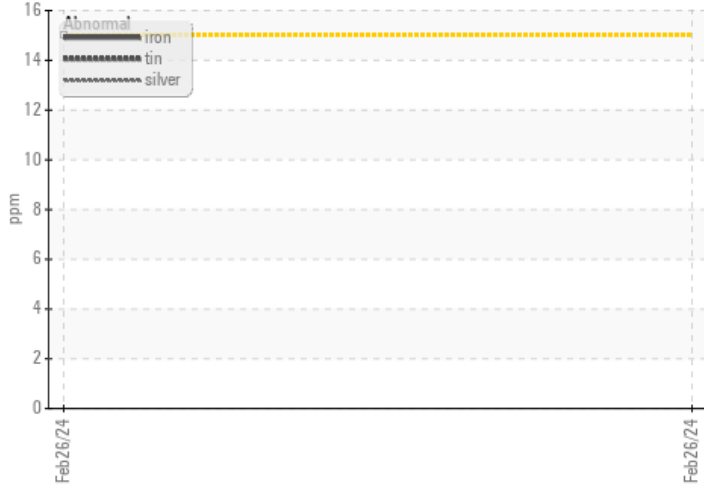 16
14
12
10
8
6
4
2
0
ppm
Abnormal
iron
tin
silver
Feb26/24
Feb26/24